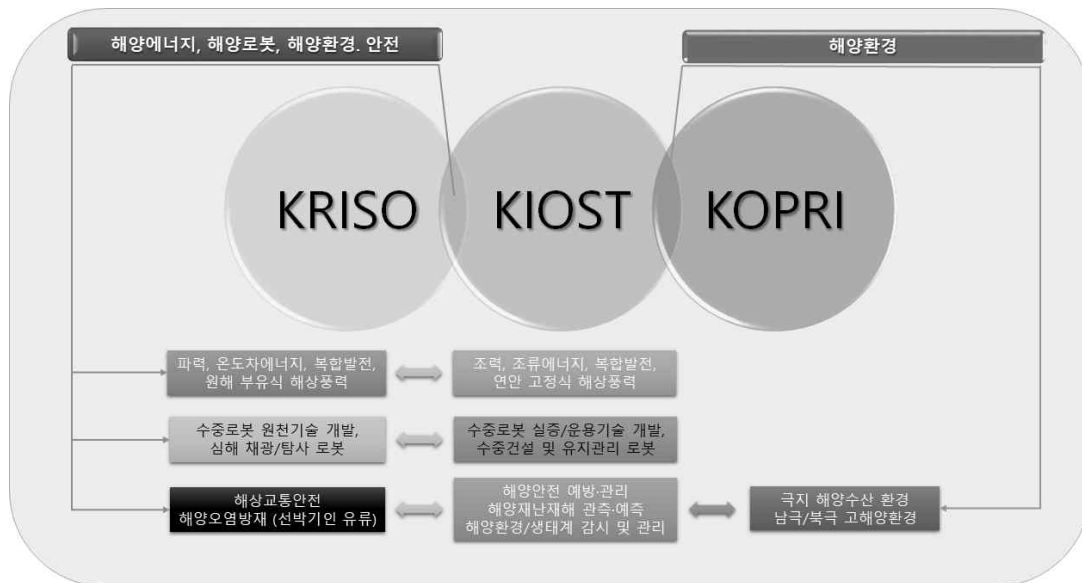 해양에너지, 해양로봇, 해양환경. 안전
해양환경
KRISO
KIOST
KOPRI
파력, 온도차에너지, 복합발전,
원해 부유식 해상풍력
조력, 조류에너지, 복합발전,
연안 고정식 해상풍력
수중로봇 원천기술 개발,
심해 채광/탐사 로봇
수중로봇 실증/운용기술 개발,
수중건설 및 유지관리 로봇
해상교통안전
해양오염방재 (선박기인 유류)
해양안전 예방·관리
해양재난재해 관측·예측
해양환경/생태계 감시 및 관리
극지 해양수산 환경
남극/북극 고해양환경